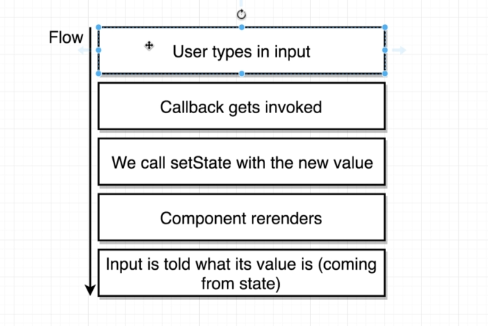 Flow
User types in input
Callback gets invoked
We call setState with the new value
Component rerenders
Input is told what its value is (coming
from state)